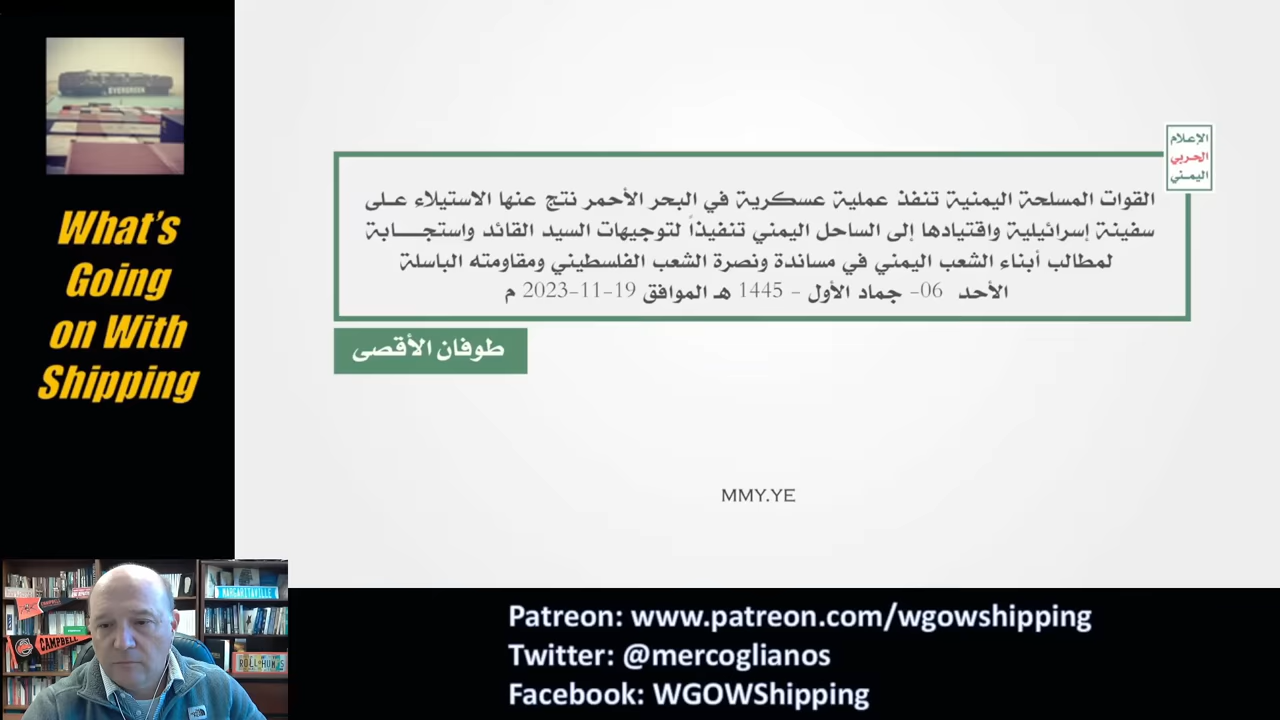 EVERGREEN
What's
Going
on With
Shipping
الإعلام
الحربي
اليمني
القوات المسلحة اليمنية تنفذ عملية عسكرية في البحر الأحمر نتج عنها الاستيلاء على
سفينة إسرائيلية واقتيادها إلى الساحل اليمني تنفيذاً لتوجيهات السيد القائد واستجـــابة
لمطالب أبناء الشعب اليمني في مساندة ونصرة الشعب الفلسطيني ومقاومته الباسلة
الأحد 06- جماد الأول - 1445 هـ الموافق 19-11-2023 م
طوفان الأقصى
MMY.YE
MARGARITAVILLE
CAMPBELL
Patreon: www.patreon.com/wgowshipping
Twitter: @mercoglianos
Facebook: WGOWShipping